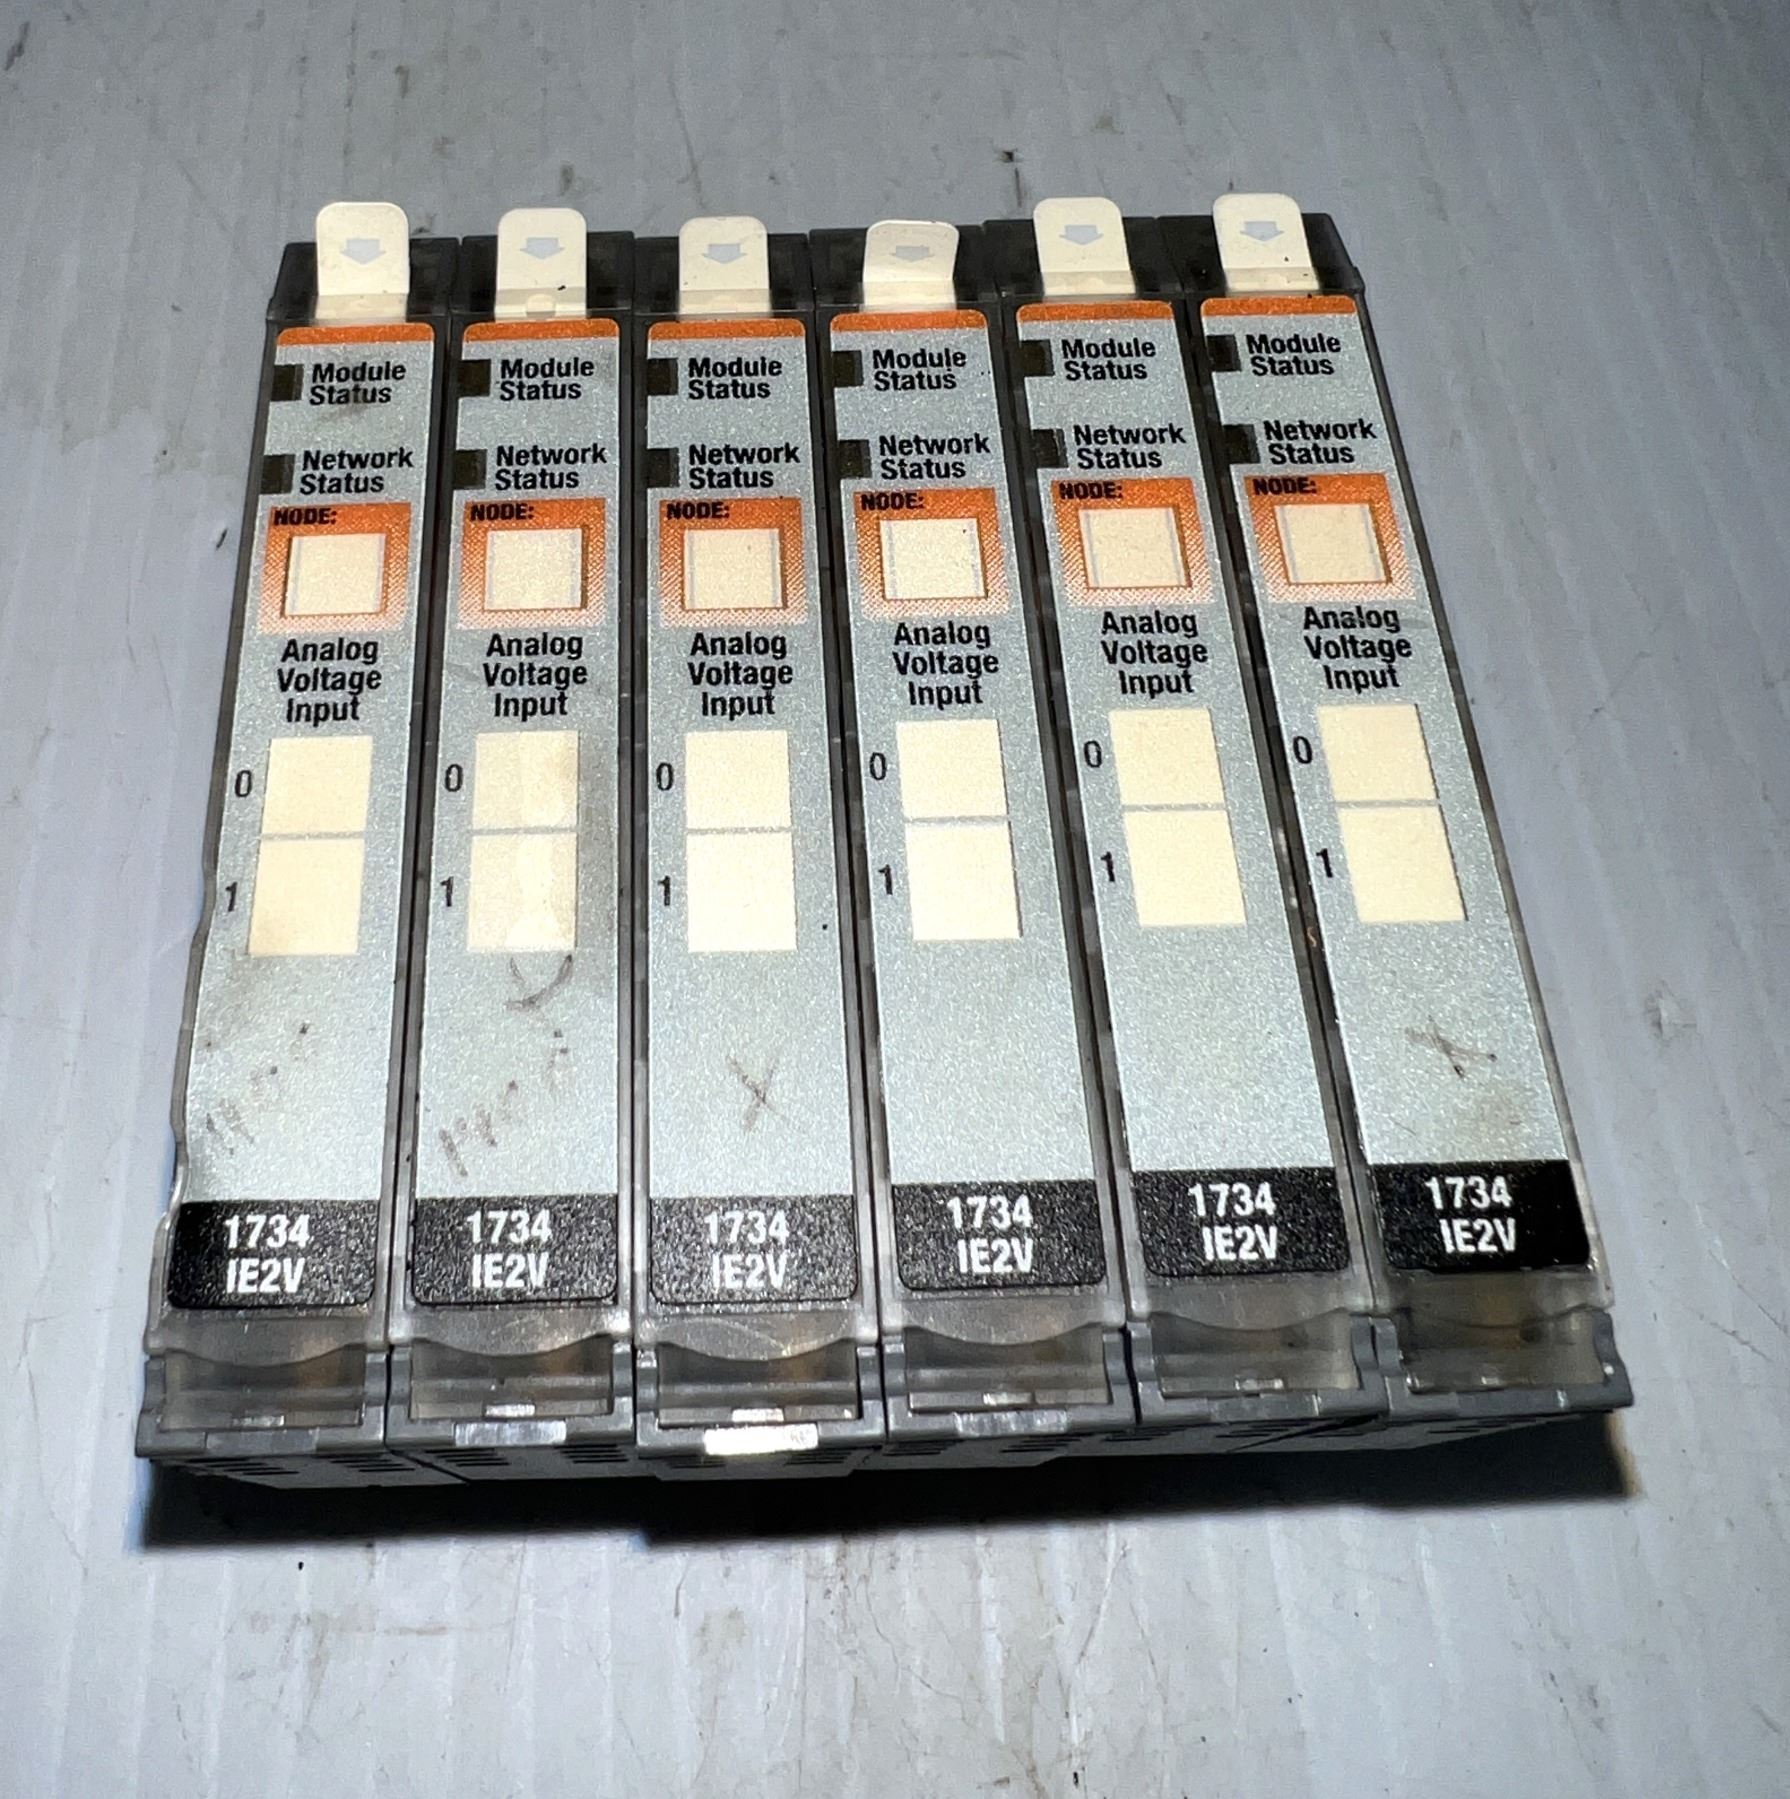 Module
Status
Network
Status
NODE:
Analog
Voltage
Input
0
1
1734
IE2V
Module
Status
Network
Status
NODE:
Analog
Voltage
Input
0
1
1734
IE2V
Module
Status
Network
Status
NODE:
Analog
Voltage
Input
0
1
X
1734
IE2V
Module
Status
Network
Status
NODE:
Analog
Voltage
Input
0
1
1734
IE2V
Module
Status
Network
Status
NODE:
Analog
Voltage
Input
0
1
1734
IE2V
Module
Status
Network
Status
NODE:
Analog
Voltage
Input
0
1
X
1734
IE2V